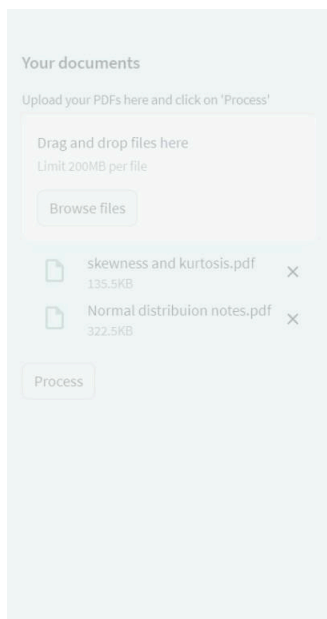 Your documents
Upload your PDFs here and click on 'Process'
Drag and drop files here
Limit 200MB per file
Browse files
skewness and kurtosis.pdf
135.5KB
Normal distribuion notes.pdf
322.5KB
Process